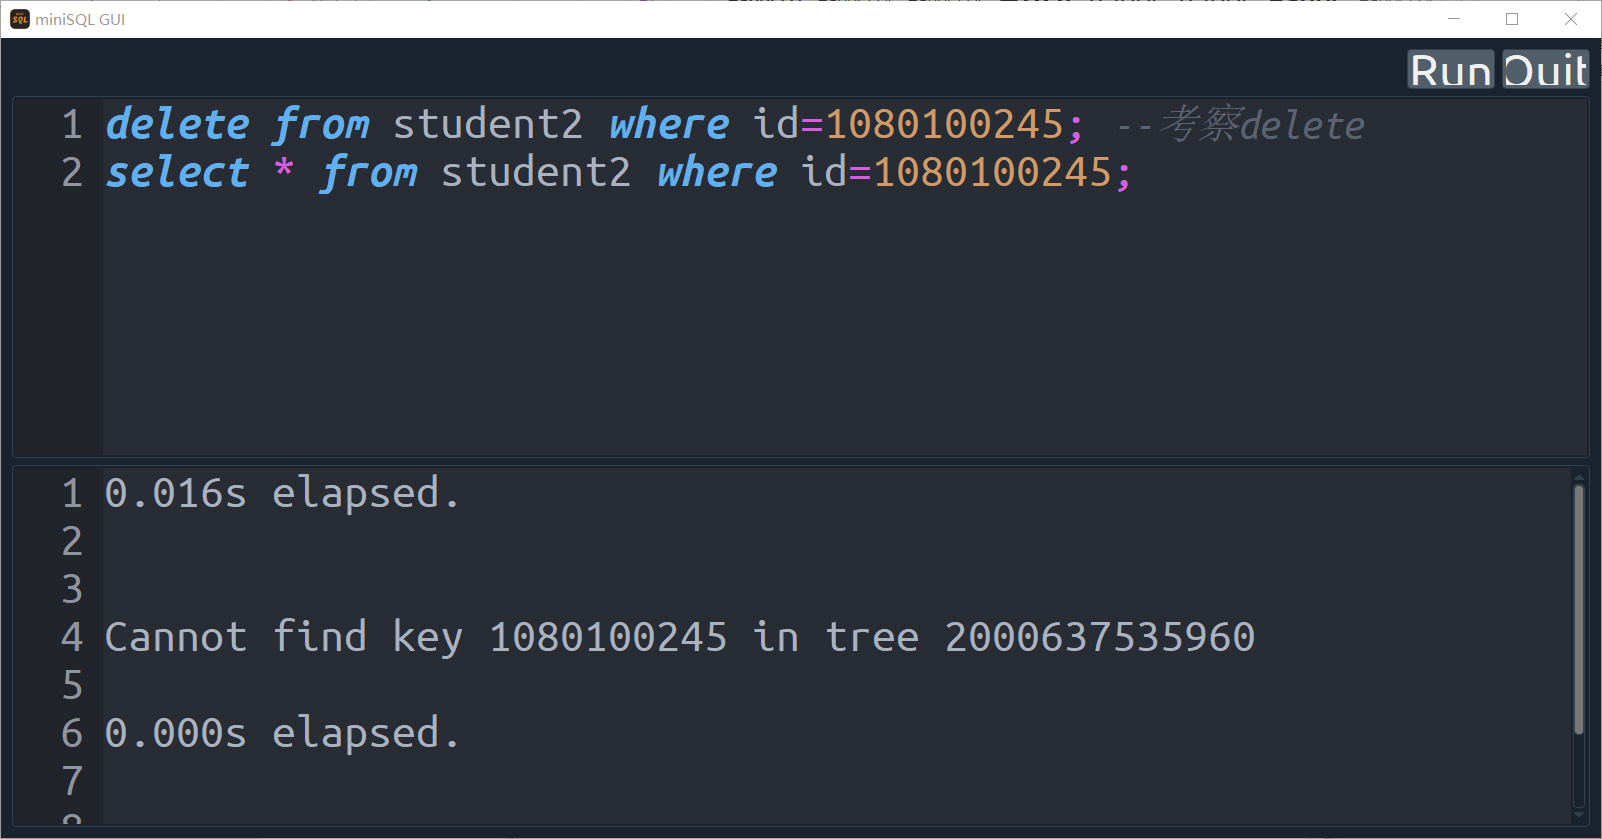 miniSQL GUI
Run Quit
1 delete from student2 where id=1080100245; --考察delete
2 select * from student2 where id=1080100245;
1 0.016s elapsed.
2
3
4 Cannot find key 1080100245 in tree 2000637535960
5
6 0.000s elapsed.
7
8